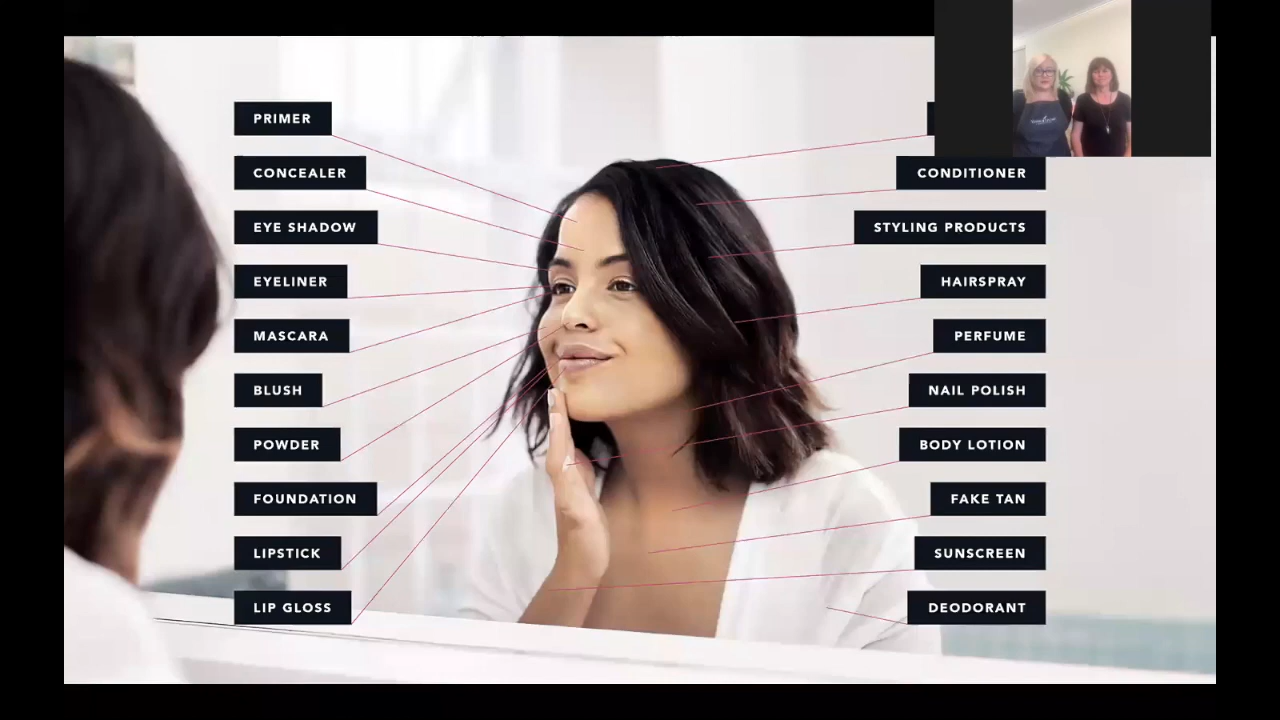 PRIMER
CONCEALER
EYE SHADOW
EYELINER
MASCARA
BLUSH
POWDER
FOUNDATION
LIPSTICK
LIP GLOSS
CONDITIONER
STYLING PRODUCTS
HAIRSPRAY
PERFUME
NAIL POLISH
BODY LOTION
FAKE TAN
SUNSCREEN
DEODORANT